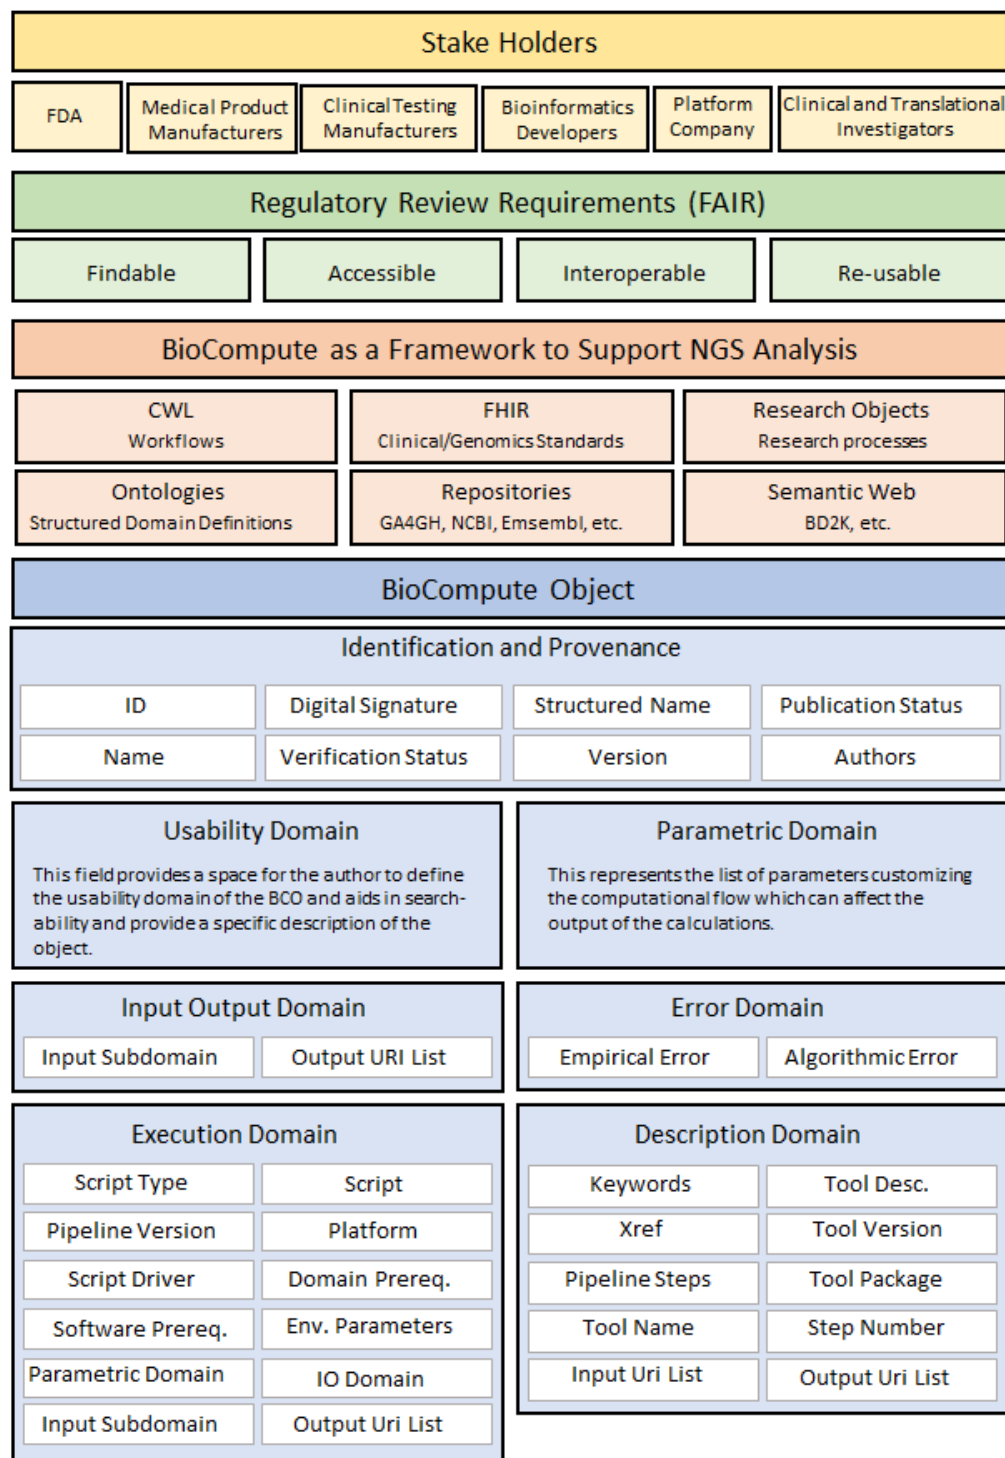 Stake Holders
FDA
Medical Product
Manufacturers
Clinical Testing
Manufacturers
Bioinformatics
Developers
Platform
Company
Clinical and Translational
Investigators
Regulatory Review Requirements (FAIR)
Findable
Accessible
Interoperable
Re-usable
BioCompute as a Framework to Support NGS Analysis
CWL
Workflows
FHIR
Clinical/Genomics Standards
Research Objects
Research processes
Ontologies
Structured Domain Definitions
Repositories
GA4GH, NCBI, Emsembl, etc.
Semantic Web
BD2K, etc.
BioCompute Object
Identification and Provenance
ID
Digital Signature
Structured Name
Publication Status
Name
Verification Status
Version
Authors
Usability Domain
This field provides a space for the author to define
the usability domain of the BCO and aids in search-
ability and provide a specific description of the
object.
Parametric Domain
This represents the list of parameters customizing
the computational flow which can affect the
output of the calculations.
Input Output Domain
Input Subdomain
Output URI List
Error Domain
Empirical Error
Algorithmic Error
Execution Domain
Script Type
Script
Pipeline Version
Platform
Script Driver
Domain Prereq.
Software Prereq.
Env. Parameters
Parametric Domain
IO Domain
Input Subdomain
Output Uri List
Description Domain
Keywords
Tool Desc.
Xref
Tool Version
Pipeline Steps
Tool Package
Tool Name
Step Number
Input Uri List
Output Uri List